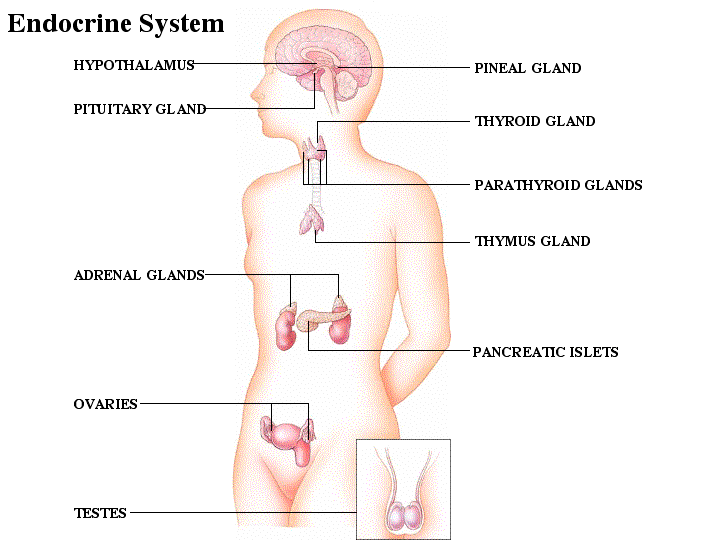 Endocrine System
HYPOTHALAMUS
PINEAL GLAND
PITUITARY GLAND
THYROID GLAND
PARATHYROID GLANDS
THYMUS GLAND
ADRENAL GLANDS
PANCREATIC ISLETS
OVARIES
TESTES